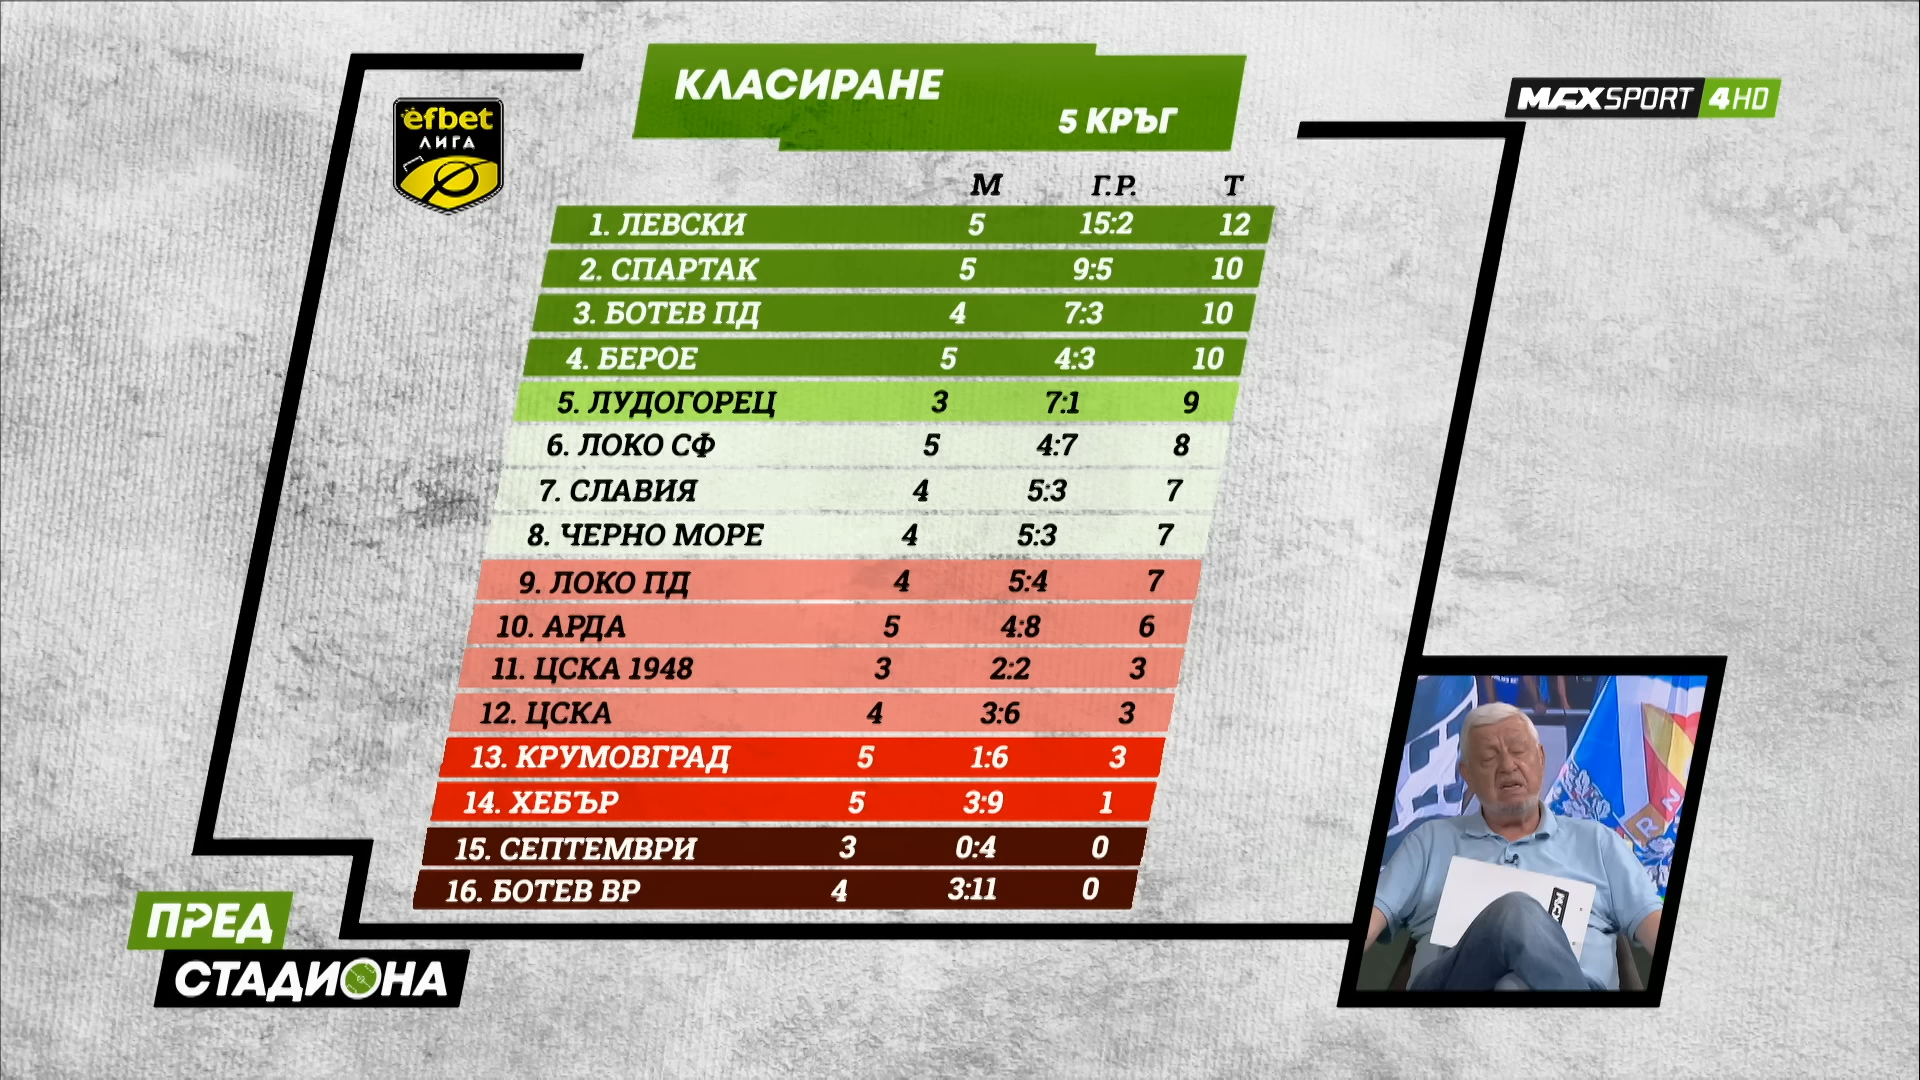 КЛАСИРАНЕ
5 КРЪГ
efbet
ЛИГА
MAXSPORT 4HD
М Г.Р. Т
1. ЛЕВСКИ 5 15:2 12
2. СПАРТАК 5 9:5 10
3. БОТЕВ ПД 4 7:3 10
4. БЕРОЕ 5 4:3 10
5. ЛУДОГОРЕЦ 3 7:1 9
6. ЛОКО СФ 5 4:7 8
7. СЛАВИЯ 4 5:3 7
8. ЧЕРНО МОРЕ 4 5:3 7
9. ЛОКО ПД 4 5:4 7
10. АРДА 5 4:8 6
11. ЦСКА 1948 3 2:2 3
12. ЦСКА 4 3:6 3
13. КРУМОВГРАД 5 1:6 3
14. ХЕБЪР 5 3:9 1
15. СЕПТЕМВРИ 3 0:4 0
16. БОТЕВ ВР 4 3:11 0
ПРЕД
СТАДИОНА